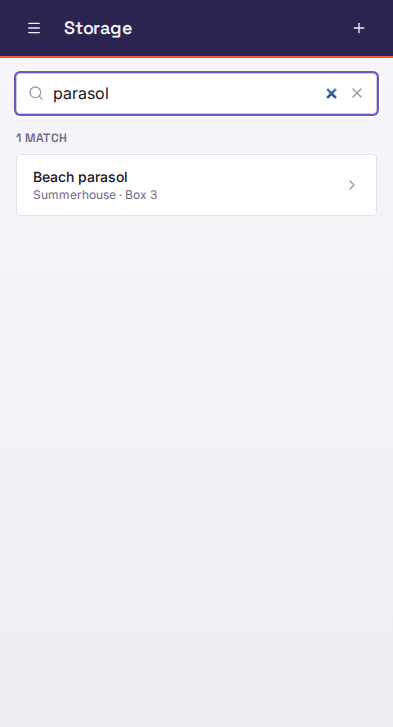 Storage
parasol
1 MATCH
Beach parasol
Summerhouse · Box 3